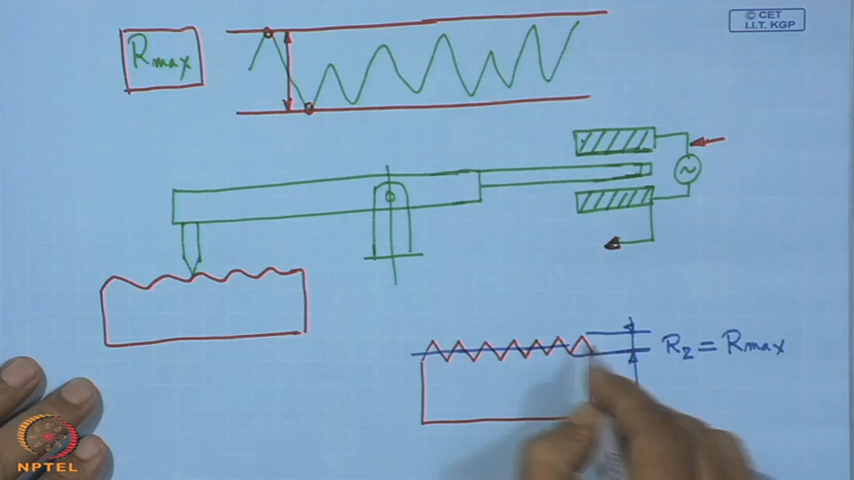 © CET
I.I.T. KGP
Rmax
~
Rz = Rmax
NPTEL